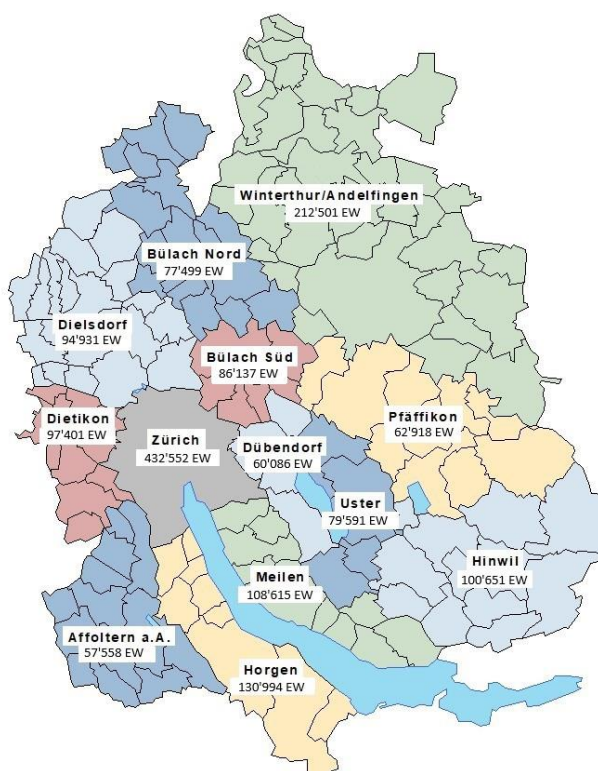 Winterthur/Andelfingen
212'501 EW
Bülach Nord
77'499 EW
Dielsdorf
94'931 EW
Bülach Süd
86'137 EW
Dietikon
97'401 EW
Zürich
432'552 EW
Dübendorf
60'086 EW
Pfäffikon
62'918 EW
Uster
79'591 EW
Hinwil
100'651 EW
Meilen
108'615 EW
Affoltern a.A.
57'558 EW
Horgen
130'994 EW